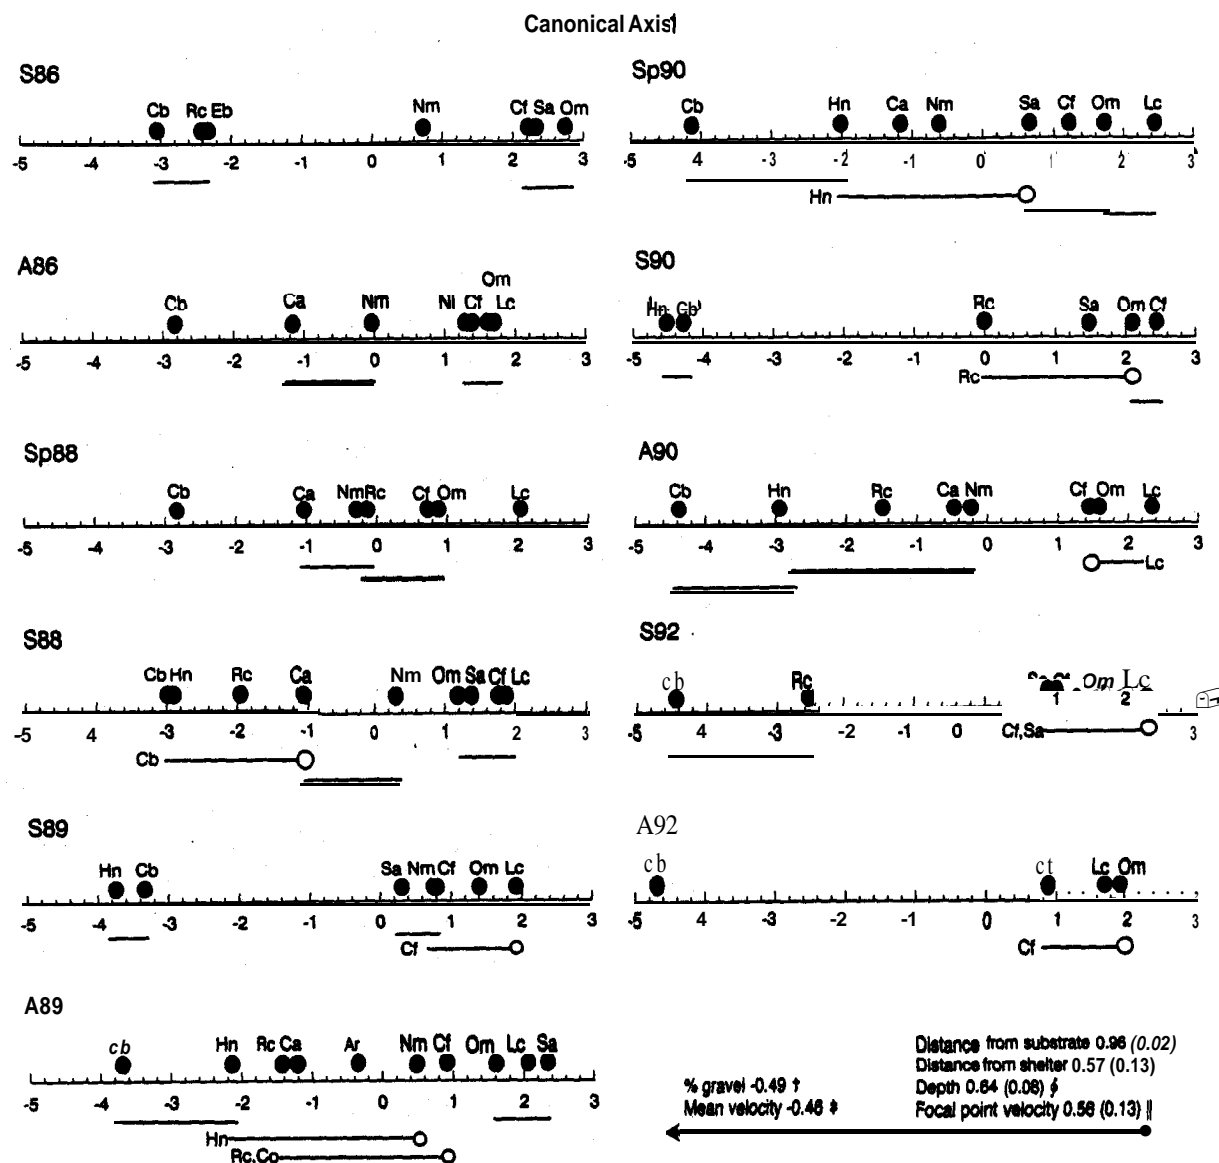 Canonical Axis 1
S86
Cb Rc Eb Nm Cf Sa Om
-5 -4 -3 -2 -1 0 1 2 3
A86
Om
Cb Ca Nm Nl Cf Lc
-5 -4 -3 -2 -1 0 1 2 3
Sp88
Cb Ca Nm Rc Cf Om Lc
-5 -4 -3 -2 -1 0 1 2 3
S88
Cb Hn Rc Ca Nm Om Sa Cf Lc
-5 -4 -3 -2 -1 0 1 2 3
Cb
S89
Hn Cb Sa Nm Cf Om Lc
-5 -4 -3 -2 -1 0 1 2 3
Cf
A89
cb Hn Rc Ca Ar Nm Cf Om Lc Sa
-5 -4 -3 -2 -1 0 1 2 3
Hn
Rc,Co
Sp90
Cb Hn Ca Nm Sa Cf Om Lc
-5 -4 -3 -2 -1 0 1 2 3
Hn
S90
Hn Cb Rc Sa Om Cf
-5 -4 -3 -2 -1 0 1 2 3
Rc
A90
Cb Hn Rc Ca Nm Cf Om Lc
-5 -4 -3 -2 -1 0 1 2 3
Lc
S92
cb Rc Om Lc
-5 4 -3 -2 -1 0 1 2 3
Cf,Sa
A92
cb ct Lc Om
-5 4 -3 -2 -1 0 1 2 3
Cf
Distance from substrate 0.96 (0.02)
Distance from shelter 0.57 (0.13)
% gravel -0.49 † Depth 0.64 (0.08) ∮
Mean velocity -0.46 ‡ Focal point velocity 0.56 (0.13) ||